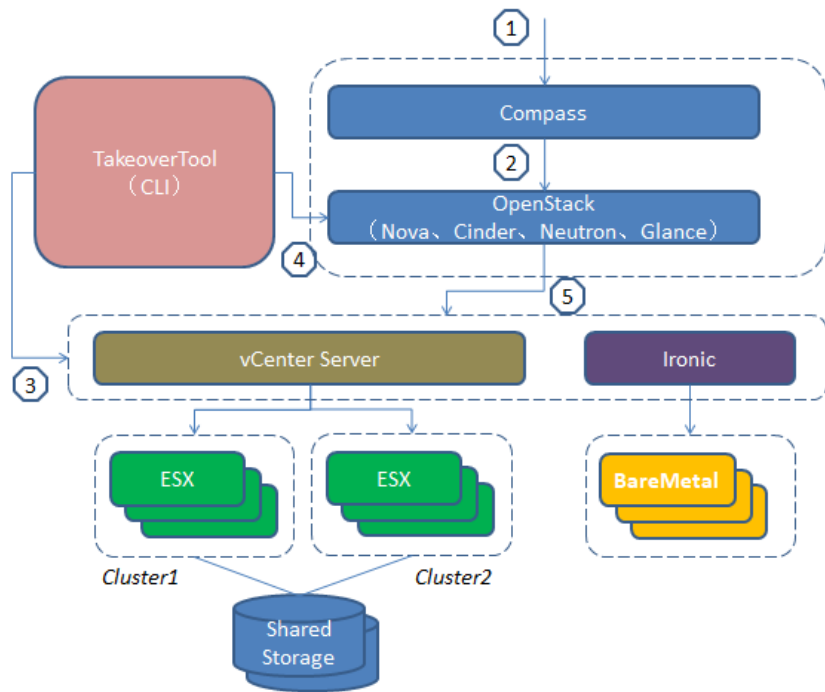 1
Compass
TakeoverTool
（CLI）
2
OpenStack
（Nova、Cinder、Neutron、Glance）
4
5
vCenter Server
Ironic
3
ESX
ESX
BareMetal
Cluster1
Cluster2
Shared
Storage